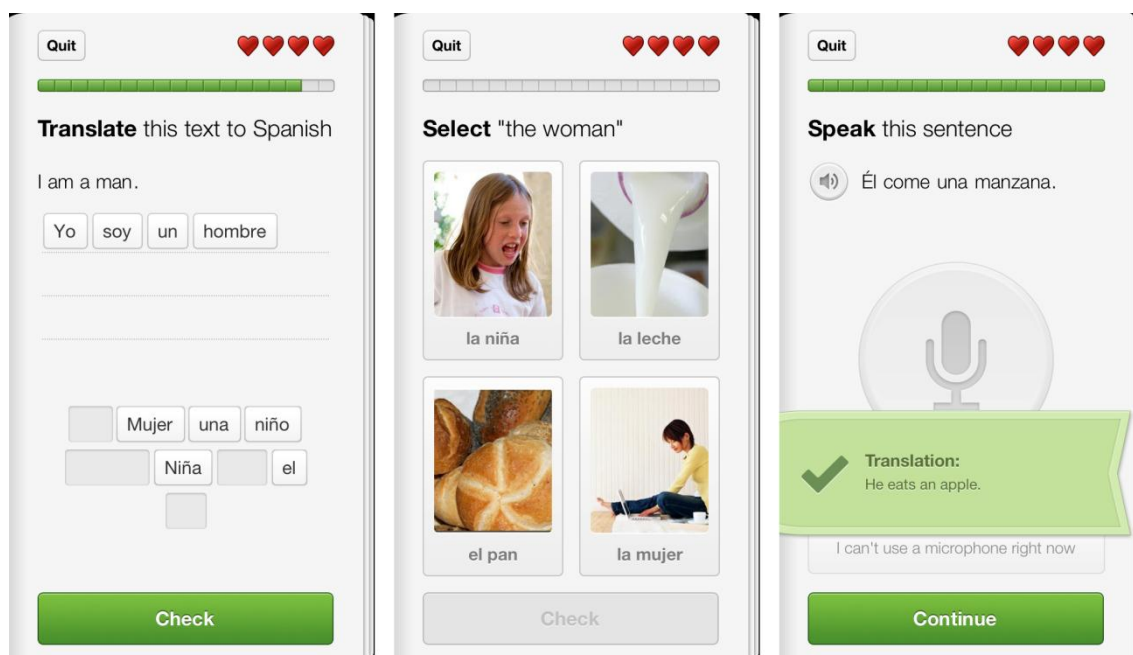 Quit
Translate this text to Spanish
I am a man.
Yo soy un hombre
Mujer una niño
Niña el
Check
Quit
Select "the woman"
la niña
la leche
el pan
la mujer
Check
Quit
Speak this sentence
Él come una manzana.
Translation:
He eats an apple.
I can't use a microphone right now
Continue